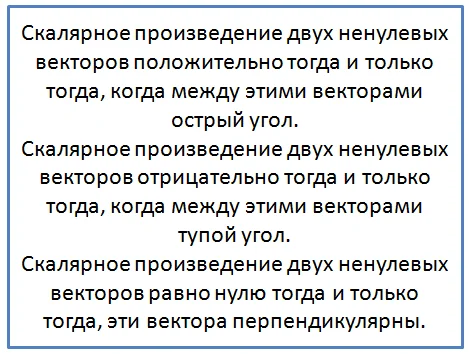 Скалярное произведение двух ненулевых
векторов положительно тогда и только
тогда, когда между этими векторами
острый угол.
Скалярное произведение двух ненулевых
векторов отрицательно тогда и только
тогда, когда между этими векторами
тупой угол.
Скалярное произведение двух ненулевых
векторов равно нулю тогда и только
тогда, эти вектора перпендикулярны.